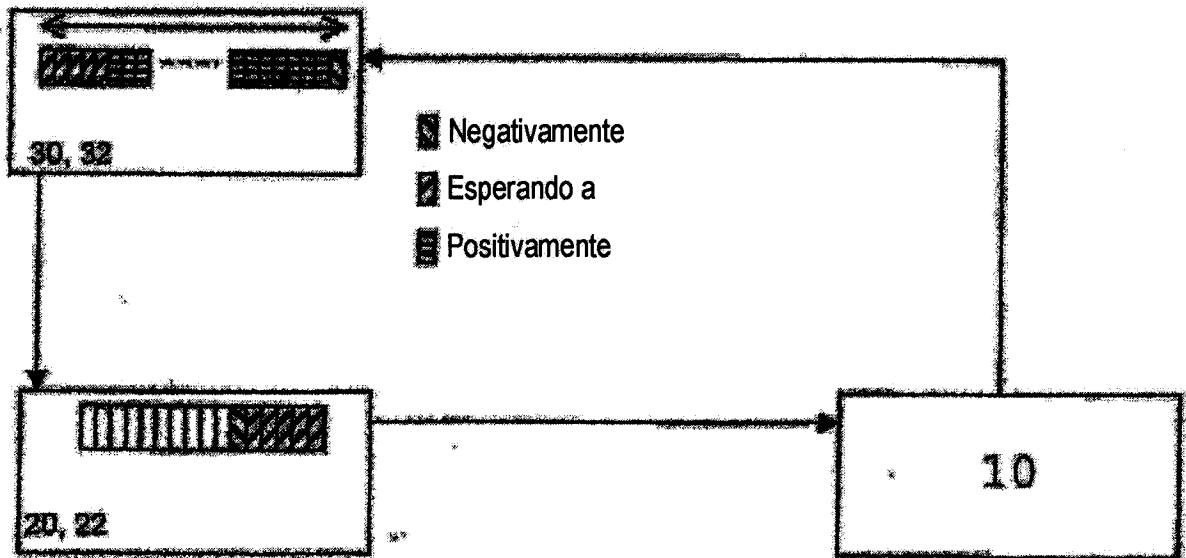 30, 32
Negativamente
Esperando a
Positivamente
20, 22
10